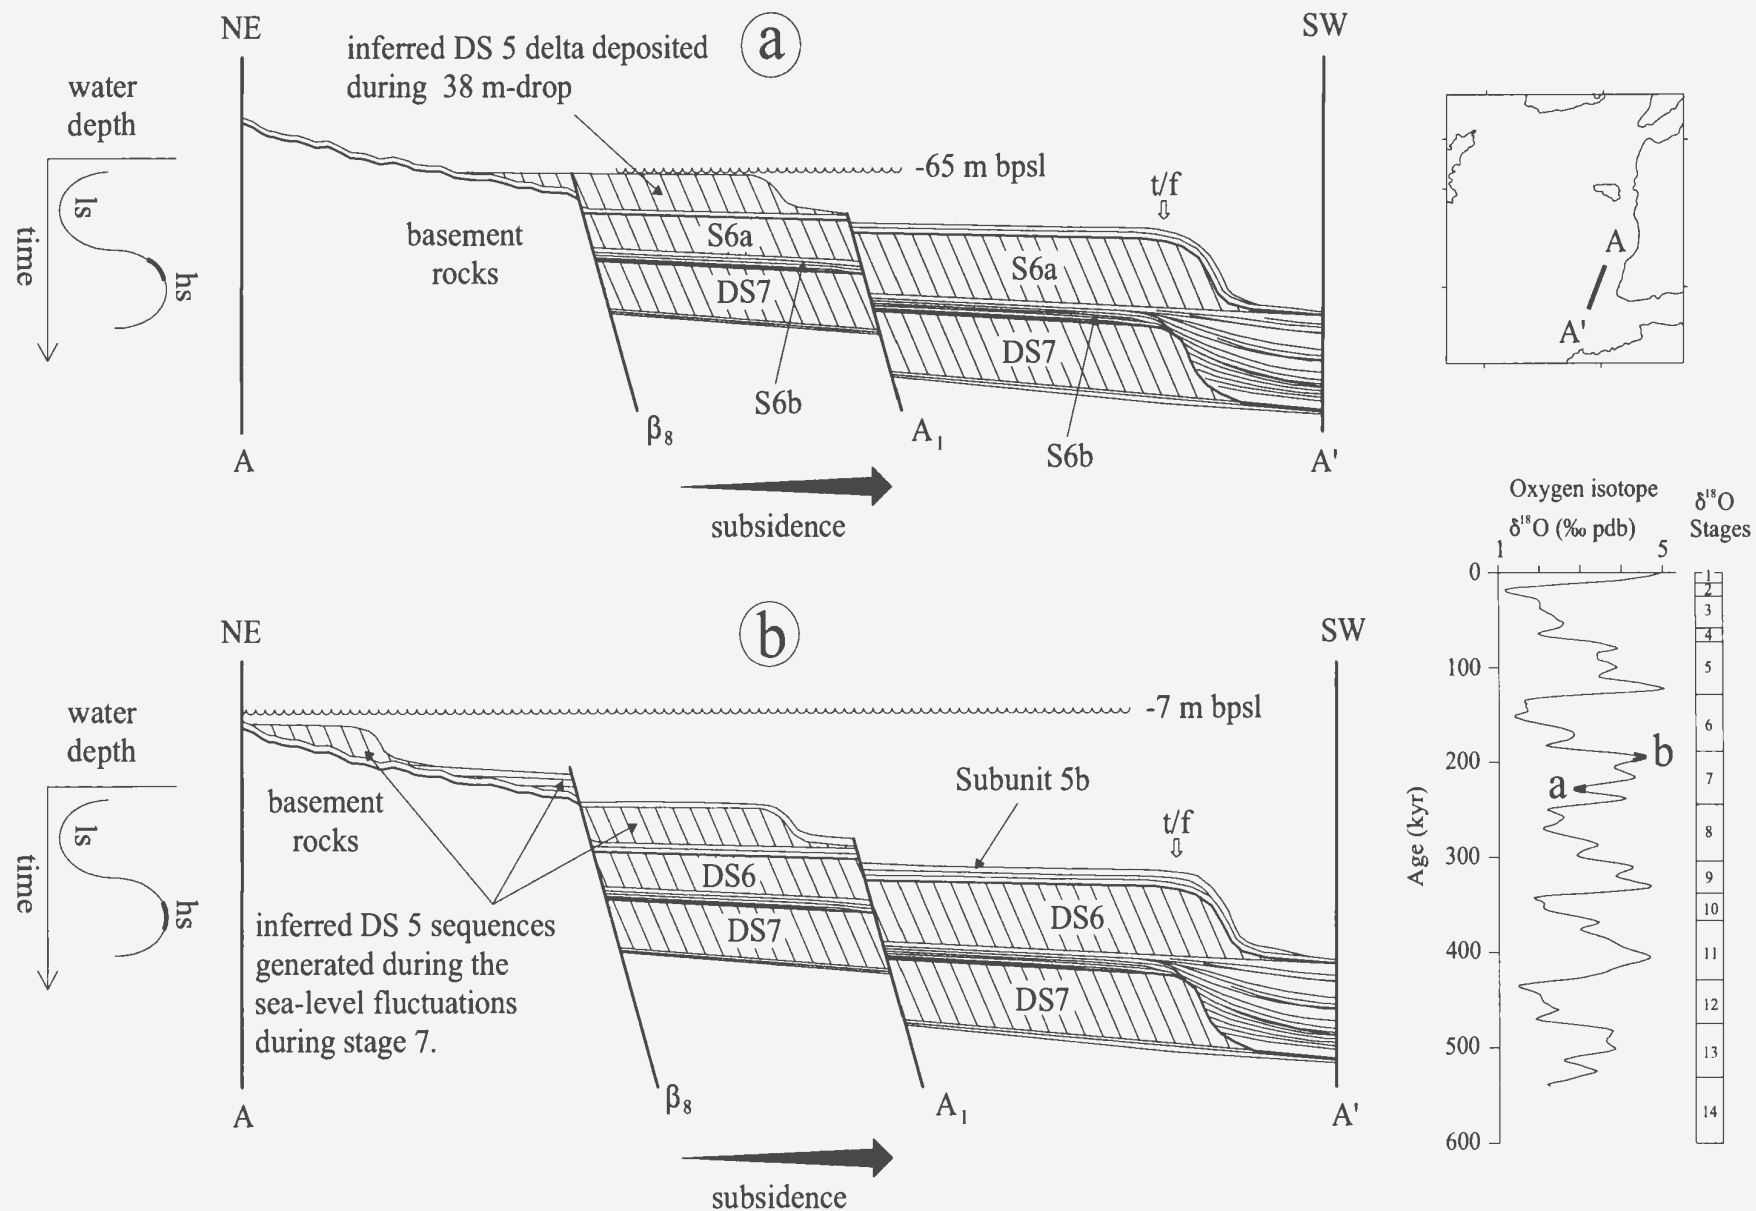 NE
inferred DS 5 delta deposited
during 38 m-drop
a
SW
water
depth
ls
hs
time
-65 m bpsl
t/f
basement
rocks
S6a
S6a
DS7
DS7
S6b
S6b
β₈
A₁
A
A'
subsidence
A
A'
NE
b
SW
water
depth
ls
hs
time
-7 m bpsl
Subunit 5b
t/f
basement
rocks
DS6
DS6
DS7
DS7
inferred DS 5 sequences
generated during the
sea-level fluctuations
during stage 7.
β₈
A₁
A
A'
subsidence
Oxygen isotope
δ¹⁸O (‰ pdb)
1 5
δ¹⁸O
Stages
Age (kyr)
0
100
200
300
400
500
600
a
b
1
2
3
4
5
6
7
8
9
10
11
12
13
14